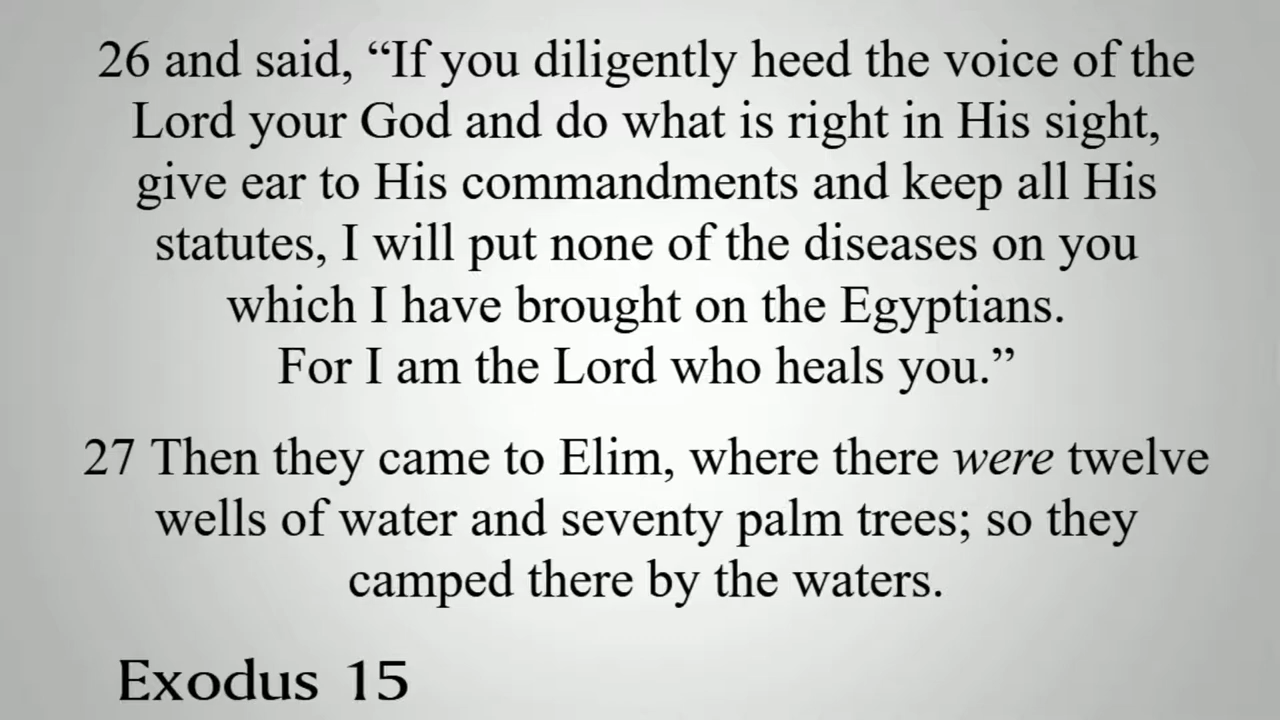 26 and said, “If you diligently heed the voice of the
Lord your God and do what is right in His sight,
give ear to His commandments and keep all His
statutes, I will put none of the diseases on you
which I have brought on the Egyptians.
For I am the Lord who heals you.”
27 Then they came to Elim, where there were twelve
wells of water and seventy palm trees; so they
camped there by the waters.
Exodus 15